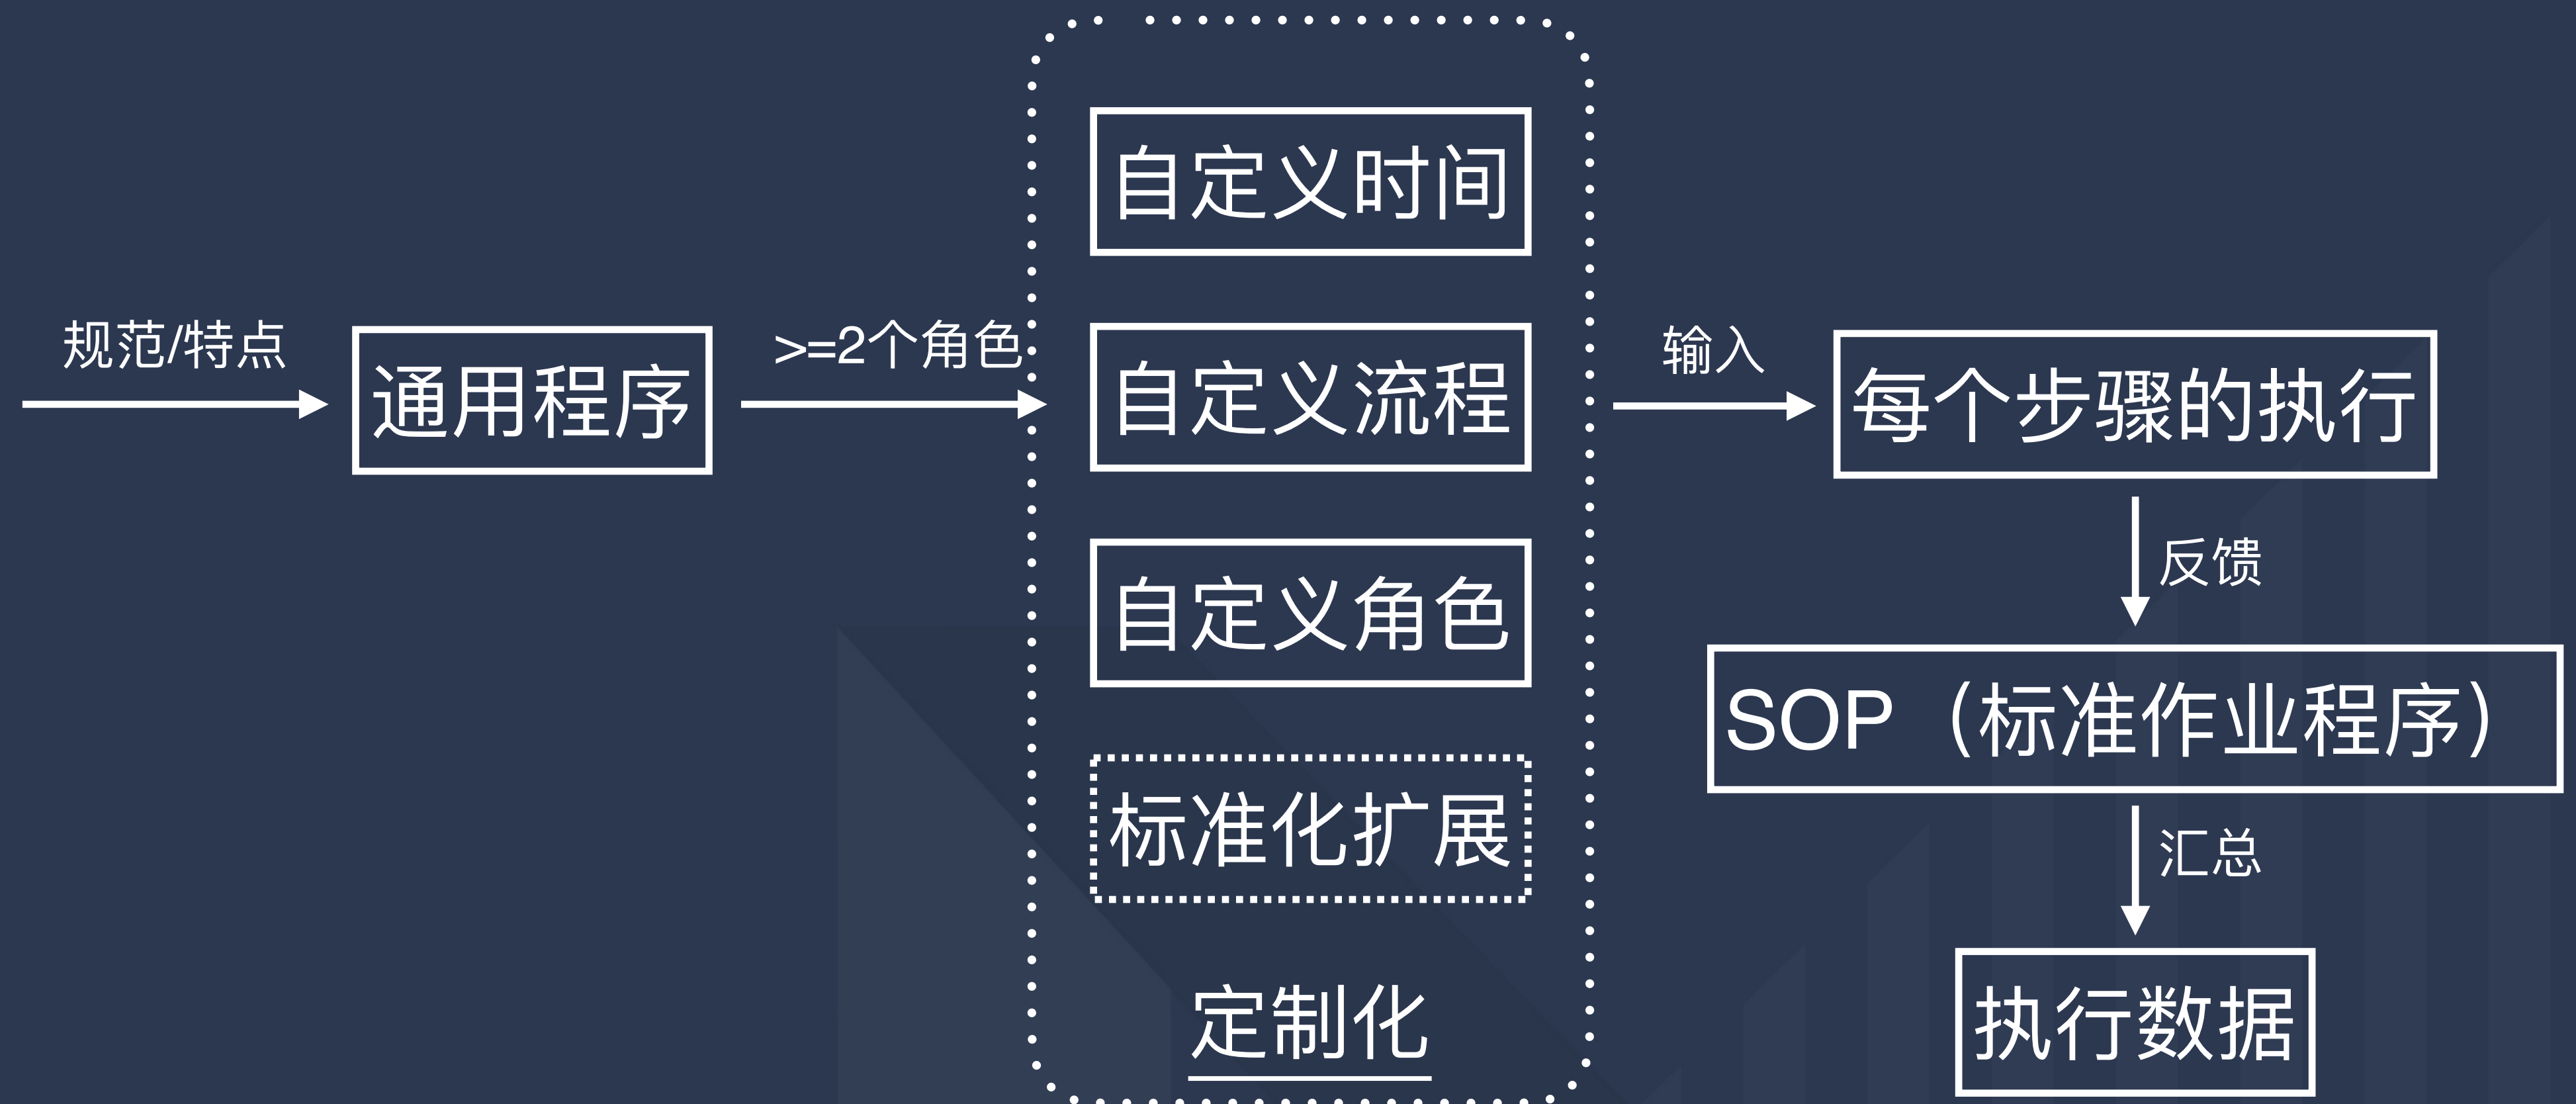 规范/特点
通用程序
>=2个角色
自定义时间
自定义流程
自定义角色
标准化扩展
定制化
输入
每个步骤的执行
反馈
SOP（标准作业程序）
汇总
执行数据